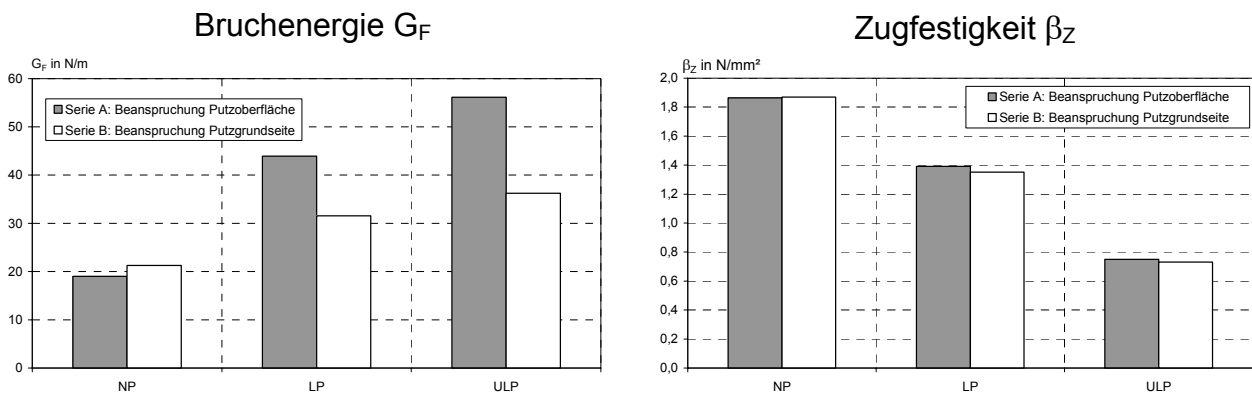 Bruchenergie GF
GF in N/m
60
50
40
30
20
10
0
Serie A: Beanspruchung Putzoberfläche
Serie B: Beanspruchung Putzgrundseite
NP LP ULP
Zugfestigkeit βZ
βZ in N/mm²
2,0
1,8
1,6
1,4
1,2
1,0
0,8
0,6
0,4
0,2
0,0
Serie A: Beanspruchung Putzoberfläche
Serie B: Beanspruchung Putzgrundseite
NP LP ULP